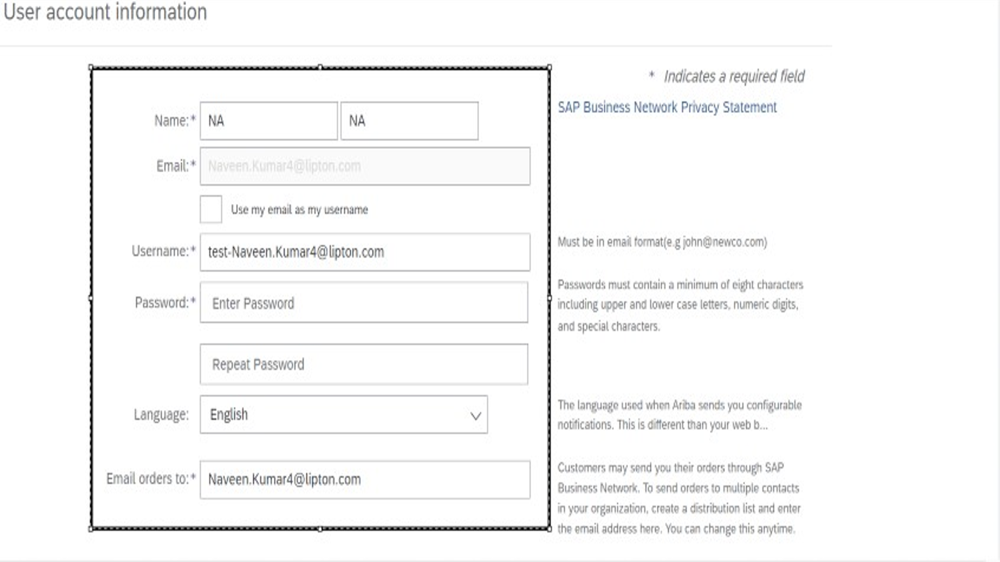 User account information
* Indicates a required field
Name:* NA NA
SAP Business Network Privacy Statement
Email:* Naveen.Kumar4@lipton.com
Use my email as my username
Username:* test-Naveen.Kumar4@lipton.com
Must be in email format(e.g john@newco.com)
Password:* Enter Password
Passwords must contain a minimum of eight characters
including upper and lower case letters, numeric digits,
and special characters.
Repeat Password
Language: English
The language used when Ariba sends you configurable
notifications. This is different than your web b...
Email orders to:* Naveen.Kumar4@lipton.com
Customers may send you their orders through SAP
Business Network. To send orders to multiple contacts
in your organization, create a distribution list and enter
the email address here. You can change this anytime.